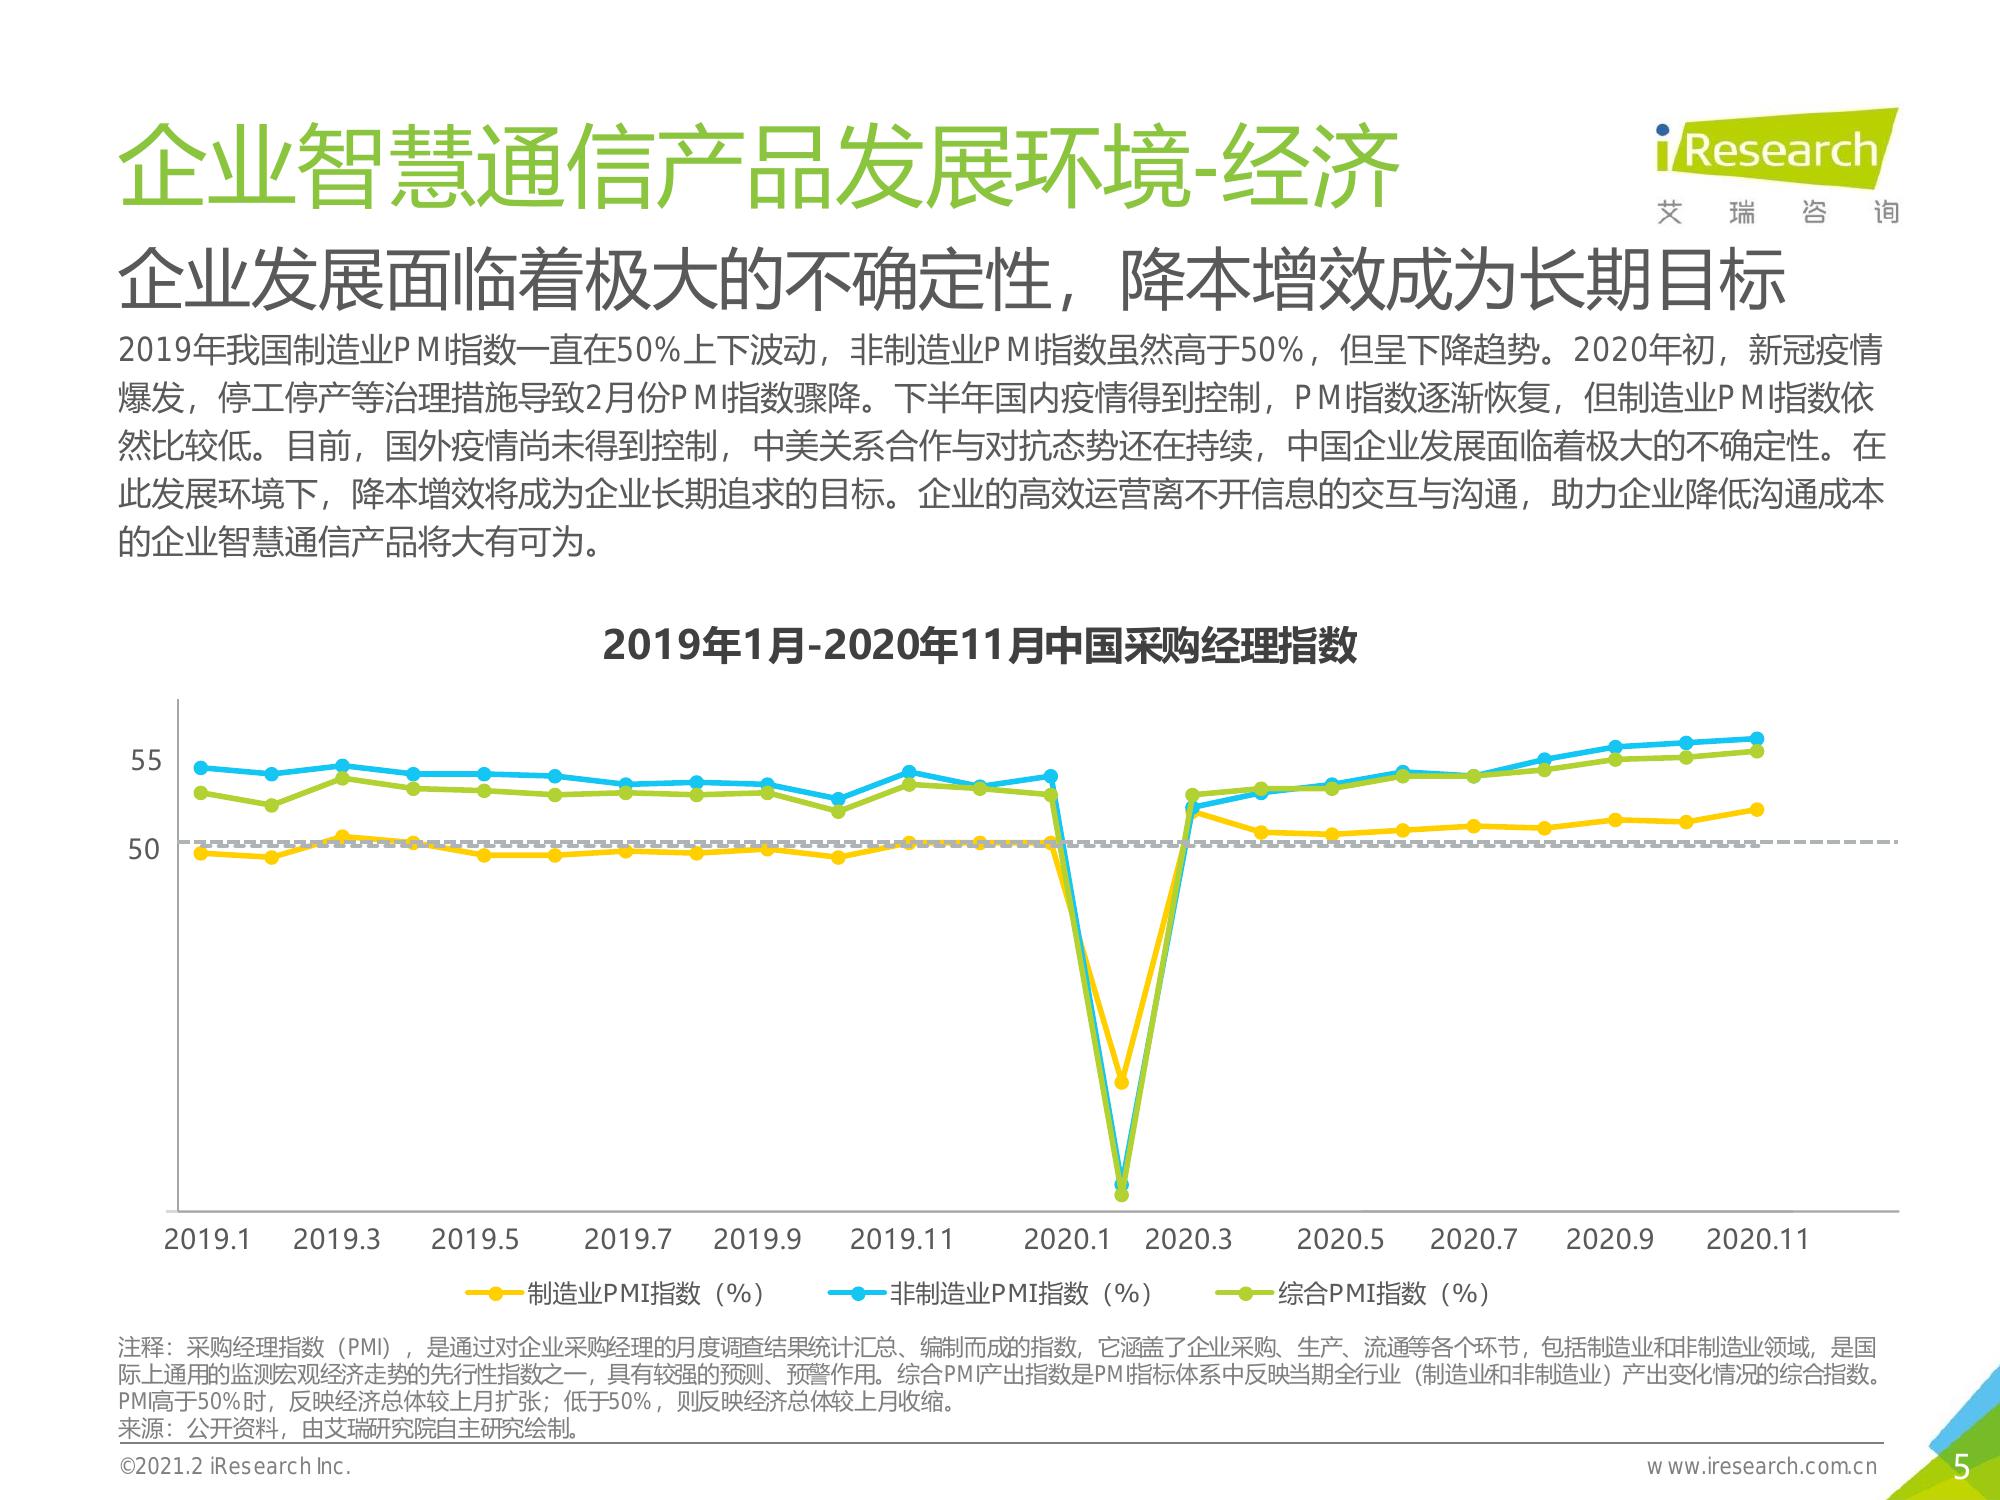 企业智慧通信产品发展环境-经济
iResearch
艾瑞咨询
企业发展面临着极大的不确定性，降本增效成为长期目标
2019年我国制造业PMI指数一直在50%上下波动，非制造业PMI指数虽然高于50%，但呈下降趋势。2020年初，新冠疫情
爆发，停工停产等治理措施导致2月份PMI指数骤降。下半年国内疫情得到控制，PMI指数逐渐恢复，但制造业PMI指数依
然比较低。目前，国外疫情尚未得到控制，中美关系合作与对抗态势还在持续，中国企业发展面临着极大的不确定性。在
此发展环境下，降本增效将成为企业长期追求的目标。企业的高效运营离不开信息的交互与沟通，助力企业降低沟通成本
的企业智慧通信产品将大有可为。
2019年1月-2020年11月中国采购经理指数
55
50
2019.1 2019.3 2019.5 2019.7 2019.9 2019.11 2020.1 2020.3 2020.5 2020.7 2020.9 2020.11
制造业PMI指数（%） 非制造业PMI指数（%） 综合PMI指数（%）
注释：采购经理指数（PMI），是通过对企业采购经理的月度调查结果统计汇总、编制而成的指数，它涵盖了企业采购、生产、流通等各个环节，包括制造业和非制造业领域，是国
际上通用的监测宏观经济走势的先行性指数之一，具有较强的预测、预警作用。综合PMI产出指数是PMI指标体系中反映当期全行业（制造业和非制造业）产出变化情况的综合指数。
PMI高于50%时，反映经济总体较上月扩张；低于50%，则反映经济总体较上月收缩。
来源：公开资料，由艾瑞研究院自主研究绘制。
©2021.2 iResearch Inc.
www.iresearch.com.cn
5